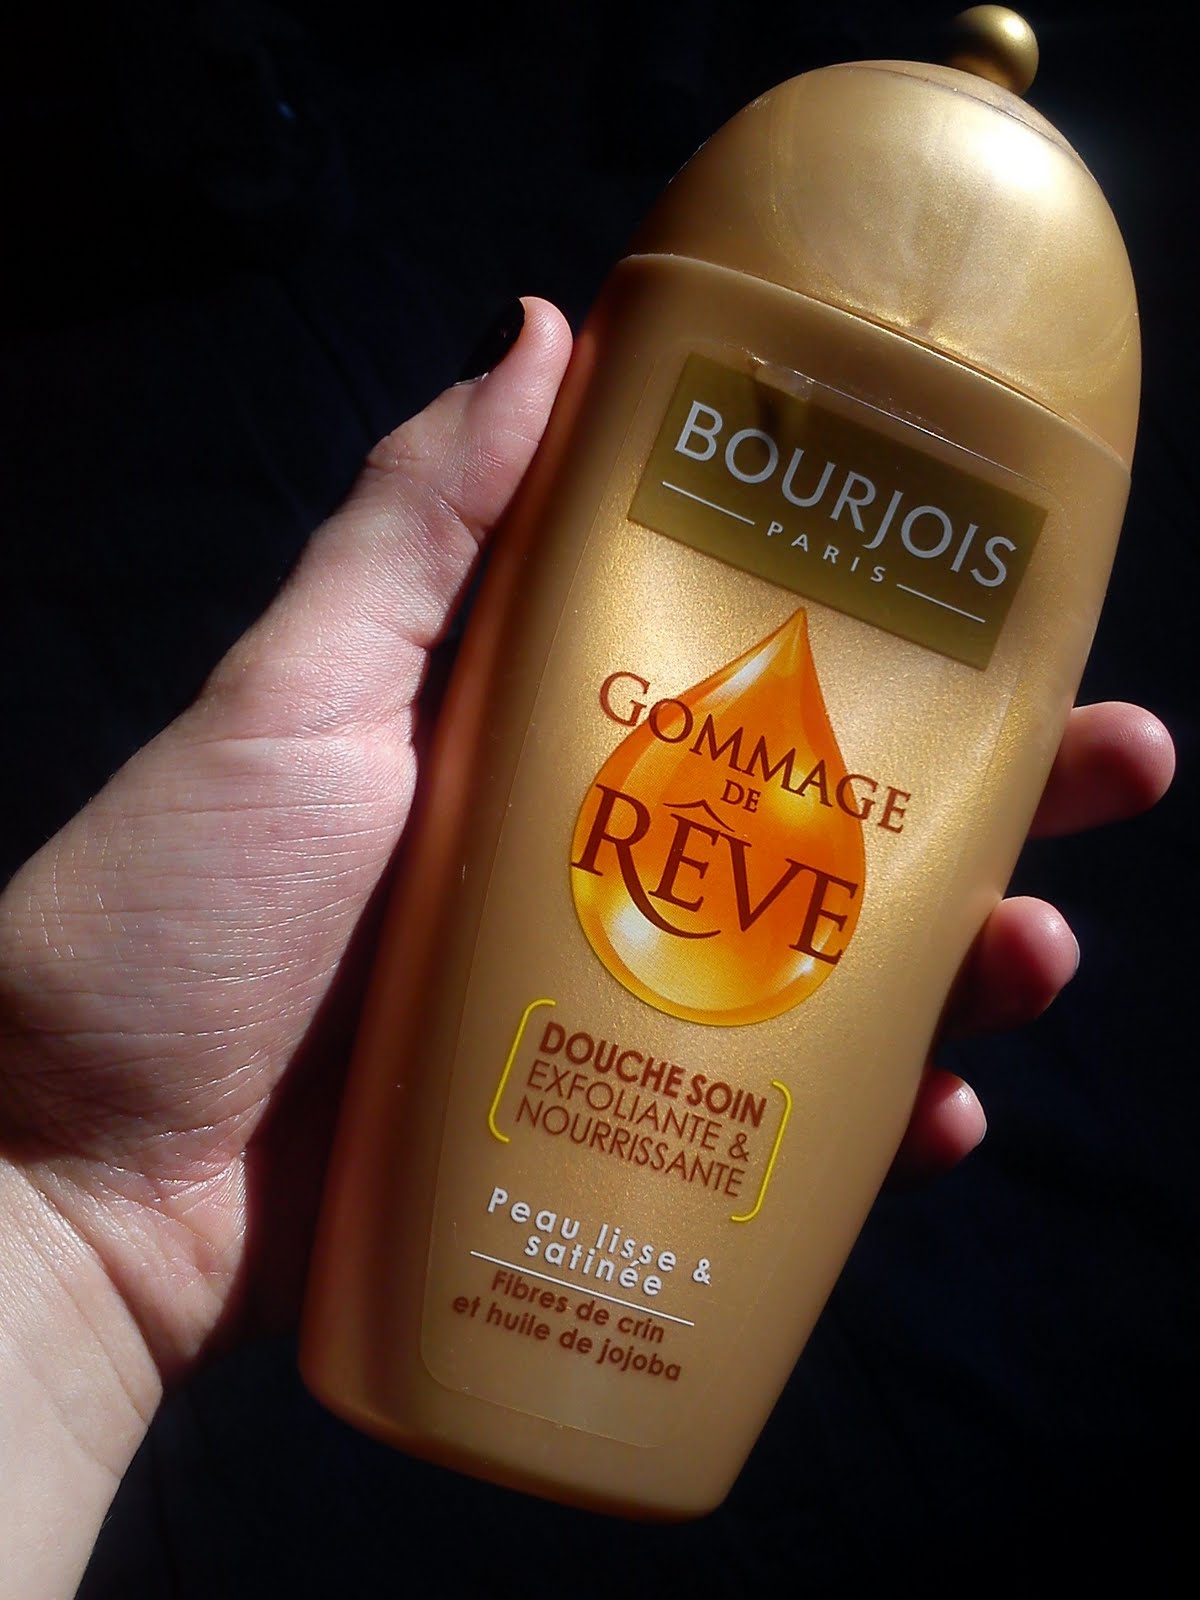 BOURJOIS
PARIS
GOMMAGE
DE
RÊVE
DOUCHE SOIN
EXFOLIANTE &
NOURRISSANTE
Peau lisse &
satinée
Fibres de crin
et huile de jojoba